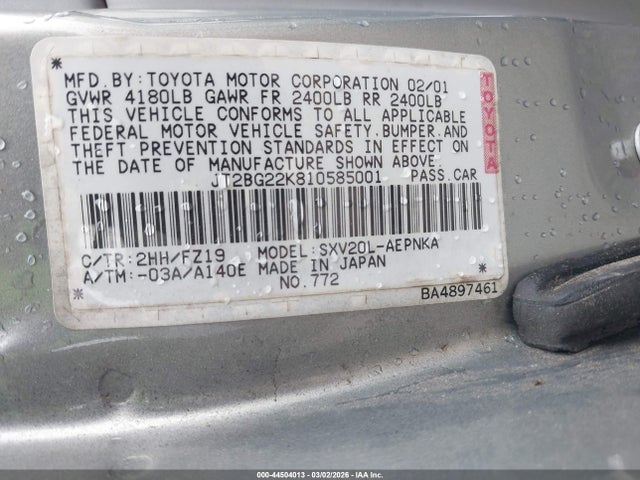 MFD.BY:TOYOTA MOTOR CORPORATION 02/01
GVWR 4180LB GAWR FR 2400LB RR 2400LB
THIS VEHICLE CONFORMS TO ALL APPLICABLE
FEDERAL MOTOR VEHICLE SAFETY.BUMPER.AND
THEFT PREVENTION STANDARDS IN EFFECT ON
THE DATE OF MANUFACTURE SHOWN ABOVE.
JT2BG22K810585001 PASS.CAR
C/TR:2HH/FZ19 MODEL:SXV20L-AEPNKA
A/TM:-03A/A140E MADE IN JAPAN
NO.772
BA4897461
TOYOTA
TOYOTA
000-44504013 | 03/02/2026 - IAAHC